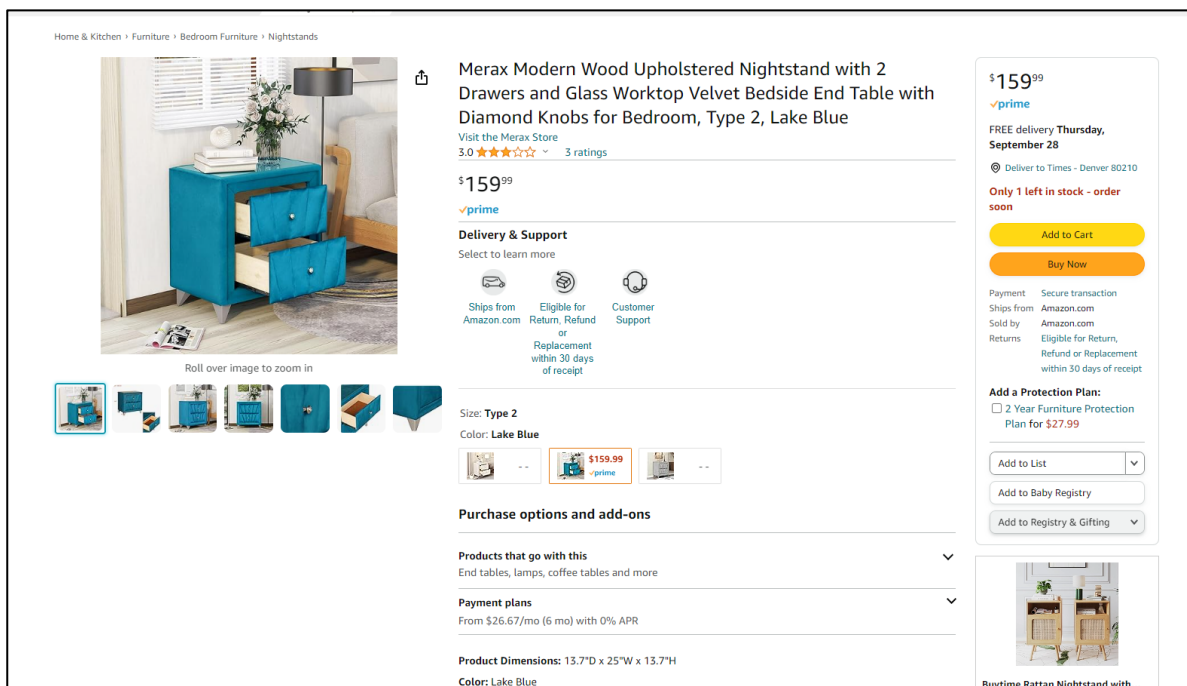 Home & Kitchen › Furniture › Bedroom Furniture › Nightstands
Roll over image to zoom in
Merax Modern Wood Upholstered Nightstand with 2
Drawers and Glass Worktop Velvet Bedside End Table with
Diamond Knobs for Bedroom, Type 2, Lake Blue
Visit the Merax Store
3.0 3 ratings
$15999
prime
Delivery & Support
Select to learn more
Ships from
Amazon.com
Eligible for
Return, Refund
or
Replacement
within 30 days
of receipt
Customer
Support
Size: Type 2
Color: Lake Blue
--
$159.99
prime
--
Purchase options and add-ons
Products that go with this
End tables, lamps, coffee tables and more
Payment plans
From $26.67/mo (6 mo) with 0% APR
Product Dimensions: 13.7"D x 25"W x 13.7"H
Color: Lake Blue
$15999
prime
FREE delivery Thursday,
September 28
Deliver to Times - Denver 80210
Only 1 left in stock - order
soon
Add to Cart
Buy Now
Payment Secure transaction
Ships from Amazon.com
Sold by Amazon.com
Returns Eligible for Return,
Refund or Replacement
within 30 days of receipt
Add a Protection Plan:
2 Year Furniture Protection
Plan for $27.99
Add to List
Add to Baby Registry
Add to Registry & Gifting
Buytime Rattan Nightstand with